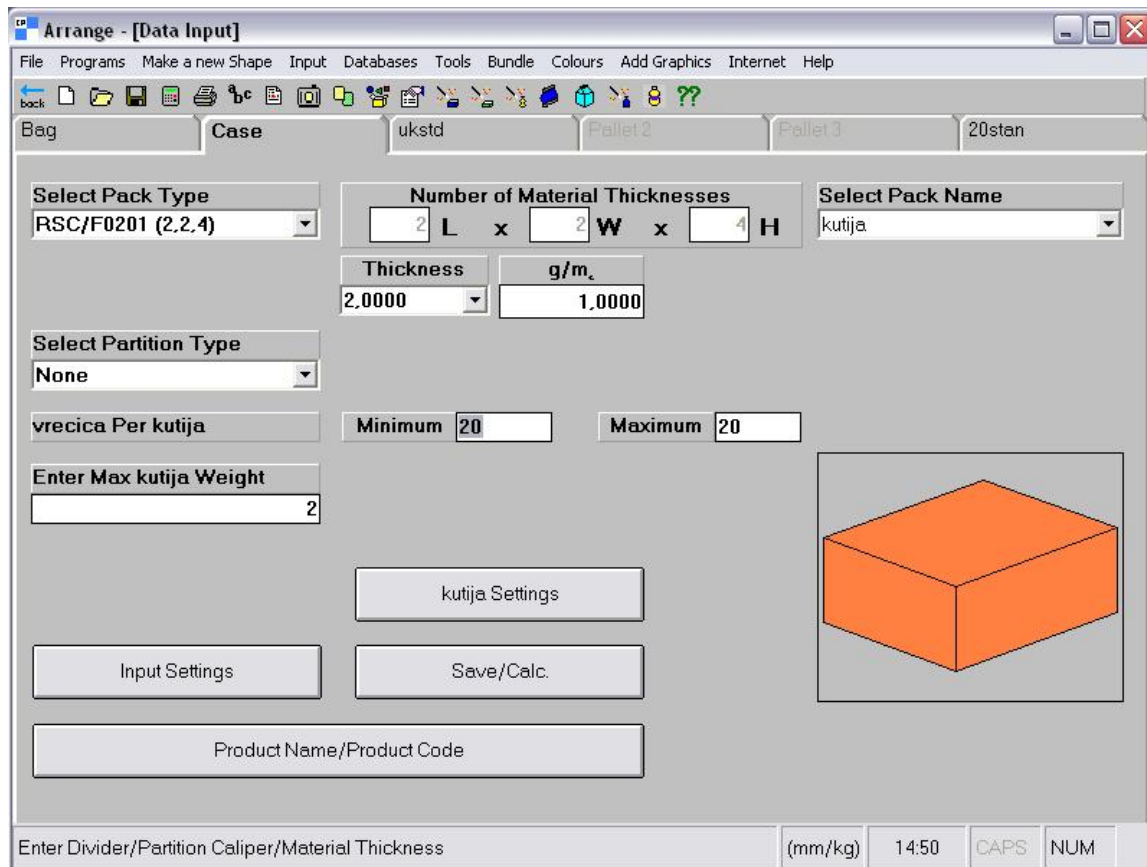 CP
Arrange - [Data Input]
File Programs Make a new Shape Input Databases Tools Bundle Colours Add Graphics Internet Help
back abc ??
Bag Case ukstd Pallet 2 Pallet 3 20stan
Select Pack Type Number of Material Thicknesses Select Pack Name
RSC/F0201 (2,2,4) 2 L x 2 W x 4 H kutija
Thickness g/m
2,0000 1,0000
Select Partition Type
None
vrecica Per kutija Minimum 20 Maximum 20
Enter Max kutija Weight
2
kutija Settings
Input Settings Save/Calc.
Product Name/Product Code
Enter Divider/Partition Caliper/Material Thickness (mm/kg) 14:50 CAPS NUM